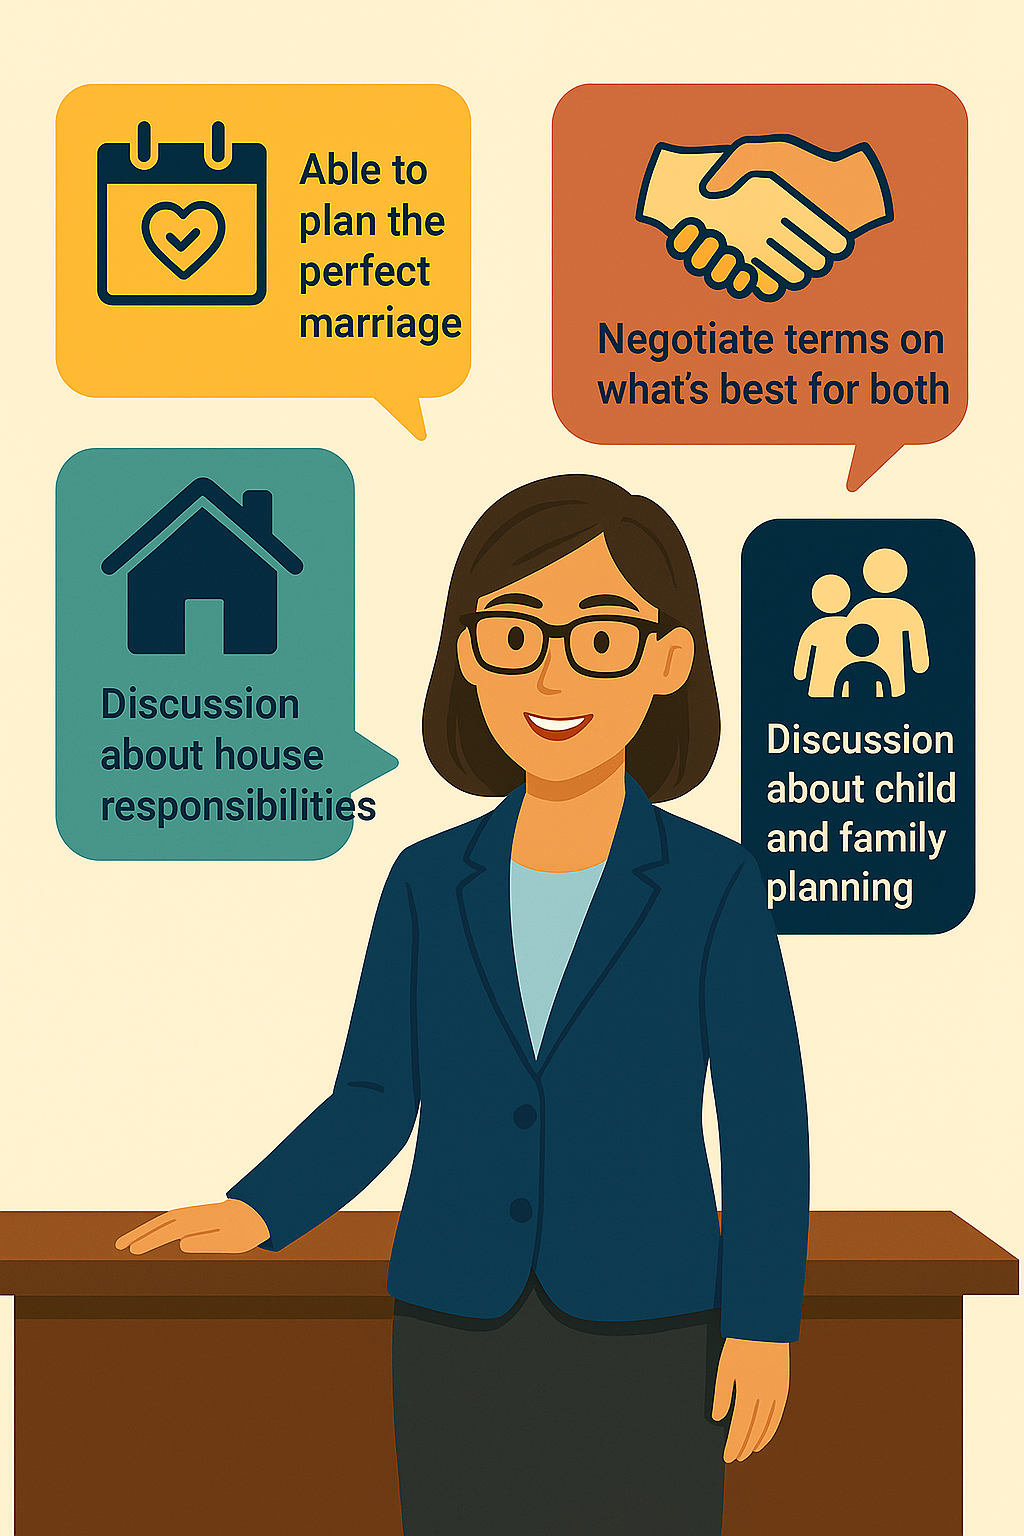 Able to
plan the
perfect
marriage
Negotiate terms on
what's best for both
Discussion
about house
responsibilities
Discussion
about child
and family
planning